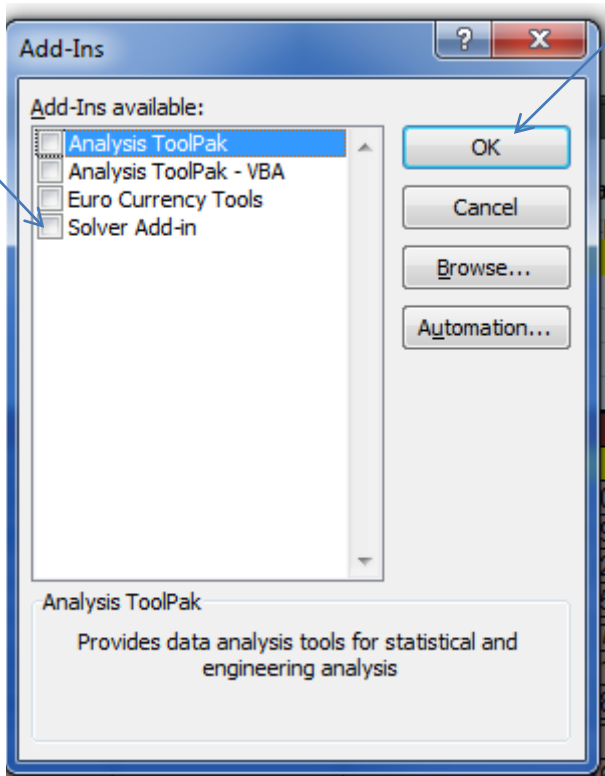 Add-Ins
?
X
Add-Ins available:
Analysis ToolPak
Analysis ToolPak - VBA
Euro Currency Tools
Solver Add-in
OK
Cancel
Browse...
Automation...
Analysis ToolPak
Provides data analysis tools for statistical and
engineering analysis